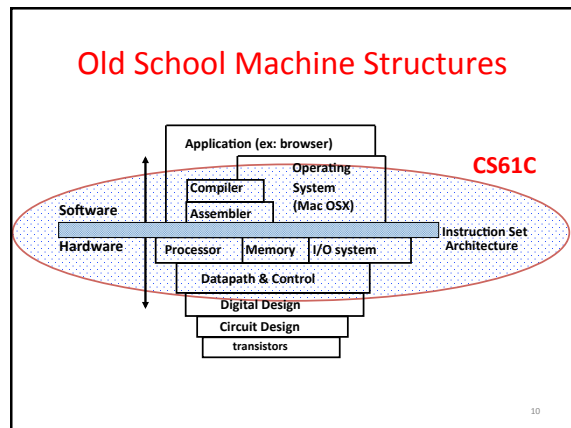 Old School Machine Structures
Application (ex: browser)
Operating
System
(Mac OSX)
CS61C
Compiler
Assembler
Software
Hardware
Instruction Set
Architecture
Processor
Memory
I/O system
Datapath & Control
Digital Design
Circuit Design
transistors
10